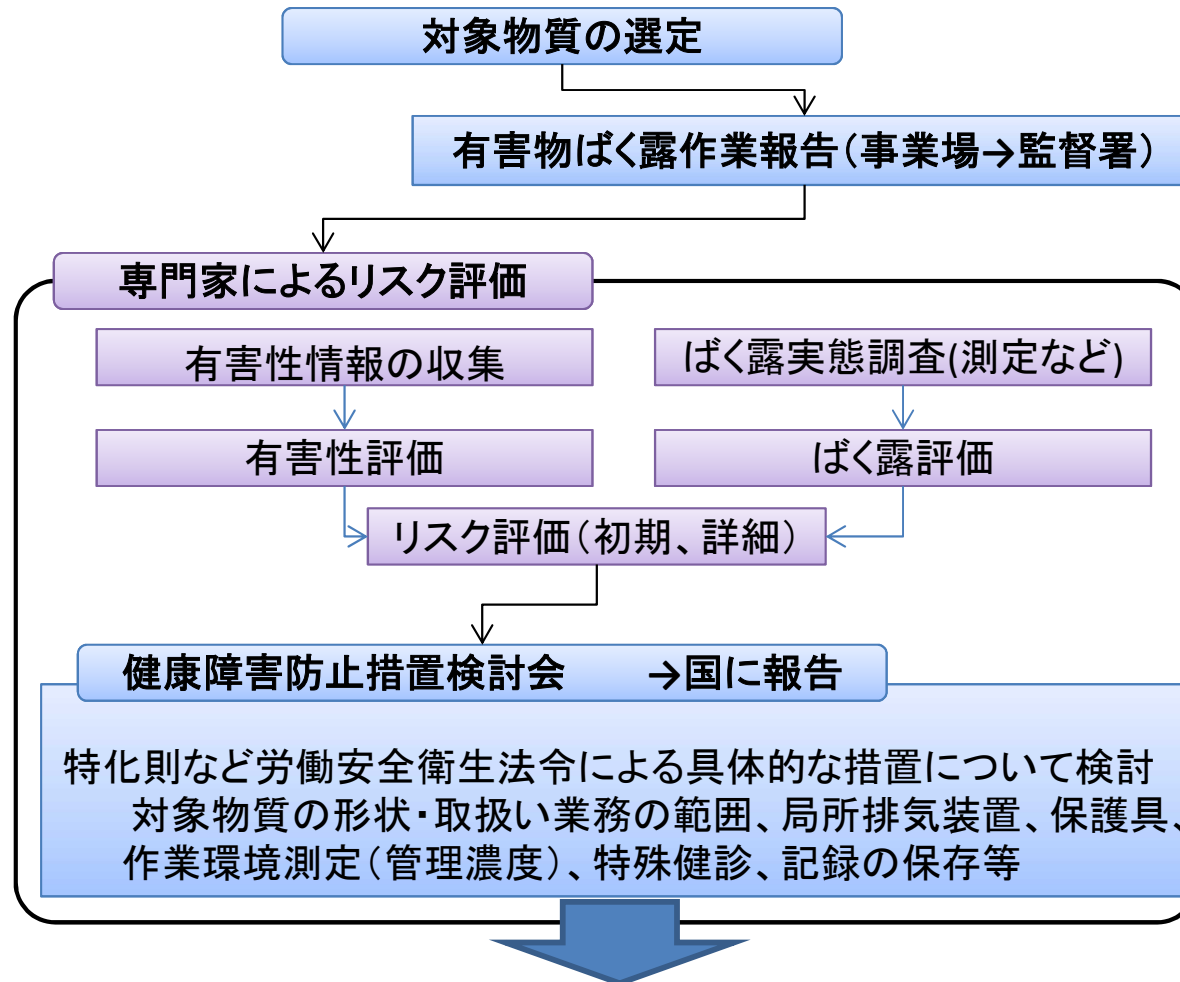 対象物質の選定
有害物ばく露作業報告（事業場→監督署）
専門家によるリスク評価
有害性情報の収集
ばく露実態調査(測定など)
有害性評価
ばく露評価
リスク評価（初期、詳細）
健康障害防止措置検討会　　→国に報告
特化則など労働安全衛生法令による具体的な措置について検討
対象物質の形状・取扱い業務の範囲、局所排気装置、保護具、
作業環境測定（管理濃度）、特殊健診、記録の保存等